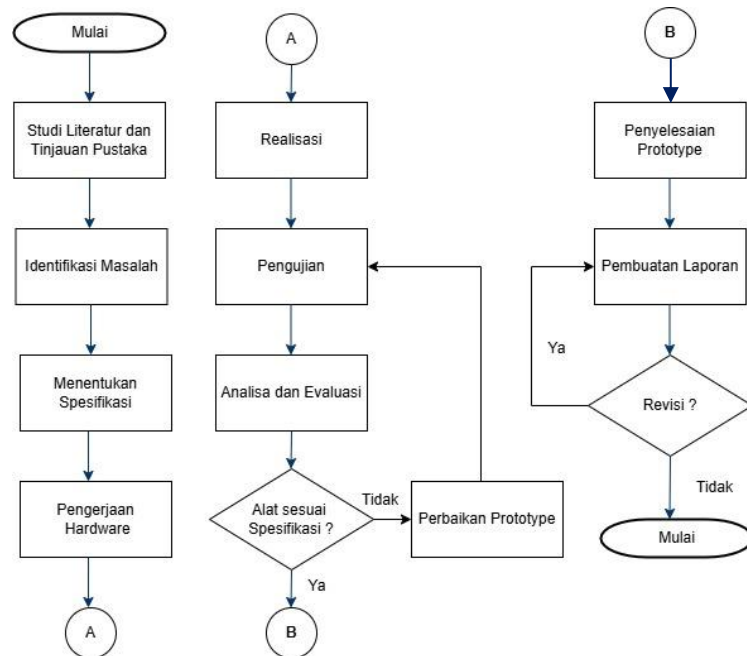 Mulai
Studi Literatur dan
Tinjauan Pustaka
Identifikasi Masalah
Menentukan
Spesifikasi
Pengerjaan
Hardware
A
A
Realisasi
Pengujian
Analisa dan Evaluasi
Alat sesuai
Spesifikasi ?
Tidak
Perbaikan Prototype
Ya
B
B
Penyelesaian
Prototype
Pembuatan Laporan
Ya
Revisi ?
Tidak
Mulai